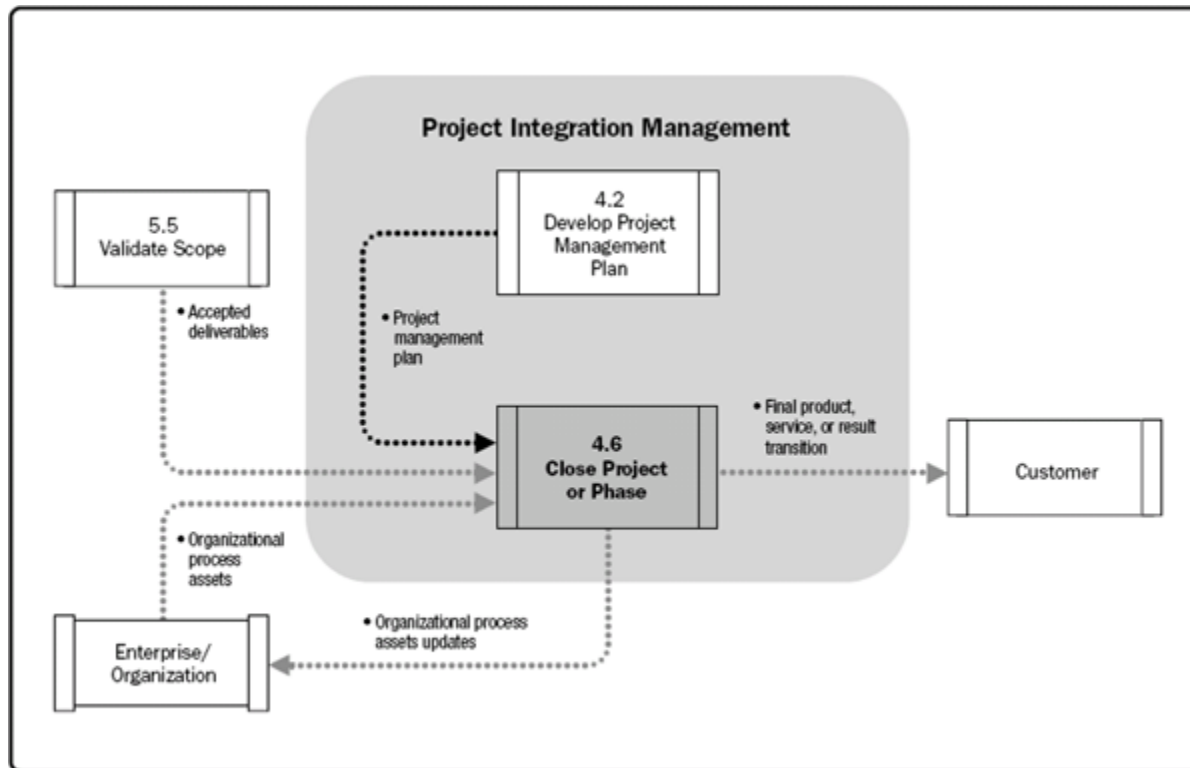 Project Integration Management
4.2
Develop Project
Management
Plan
5.5
Validate Scope
• Accepted
deliverables
• Project
management
plan
• Final product,
service, or result
transition
4.6
Close Project
or Phase
Customer
• Organizational
process
assets
• Organizational process
assets updates
Enterprise/
Organization